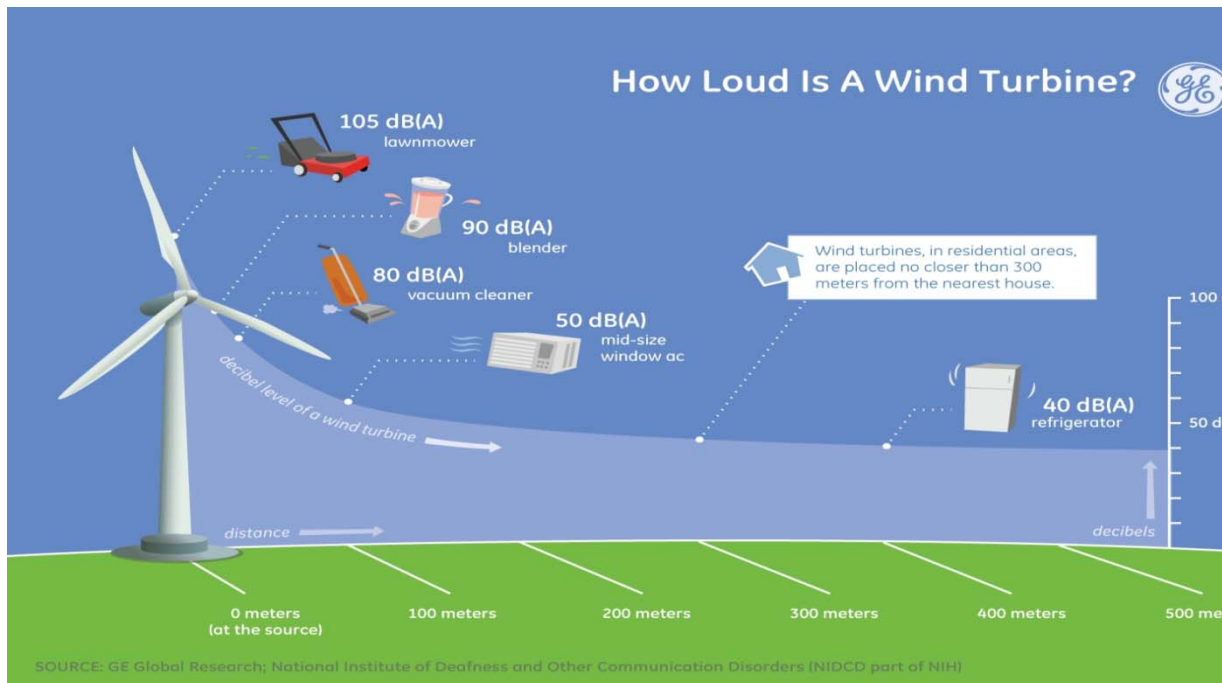 How Loud Is A Wind Turbine?
GE
105 dB(A)
lawnmower
90 dB(A)
blender
80 dB(A)
vacuum cleaner
50 dB(A)
mid-size
window ac
Wind turbines, in residential areas,
are placed no closer than 300
meters from the nearest house.
100
40 dB(A)
refrigerator
50 d
decibel level of a wind turbine
distance
decibels
0 meters
(at the source)
100 meters
200 meters
300 meters
400 meters
500 me
SOURCE: GE Global Research; National Institute of Deafness and Other Communication Disorders (NIDCD part of NIH)